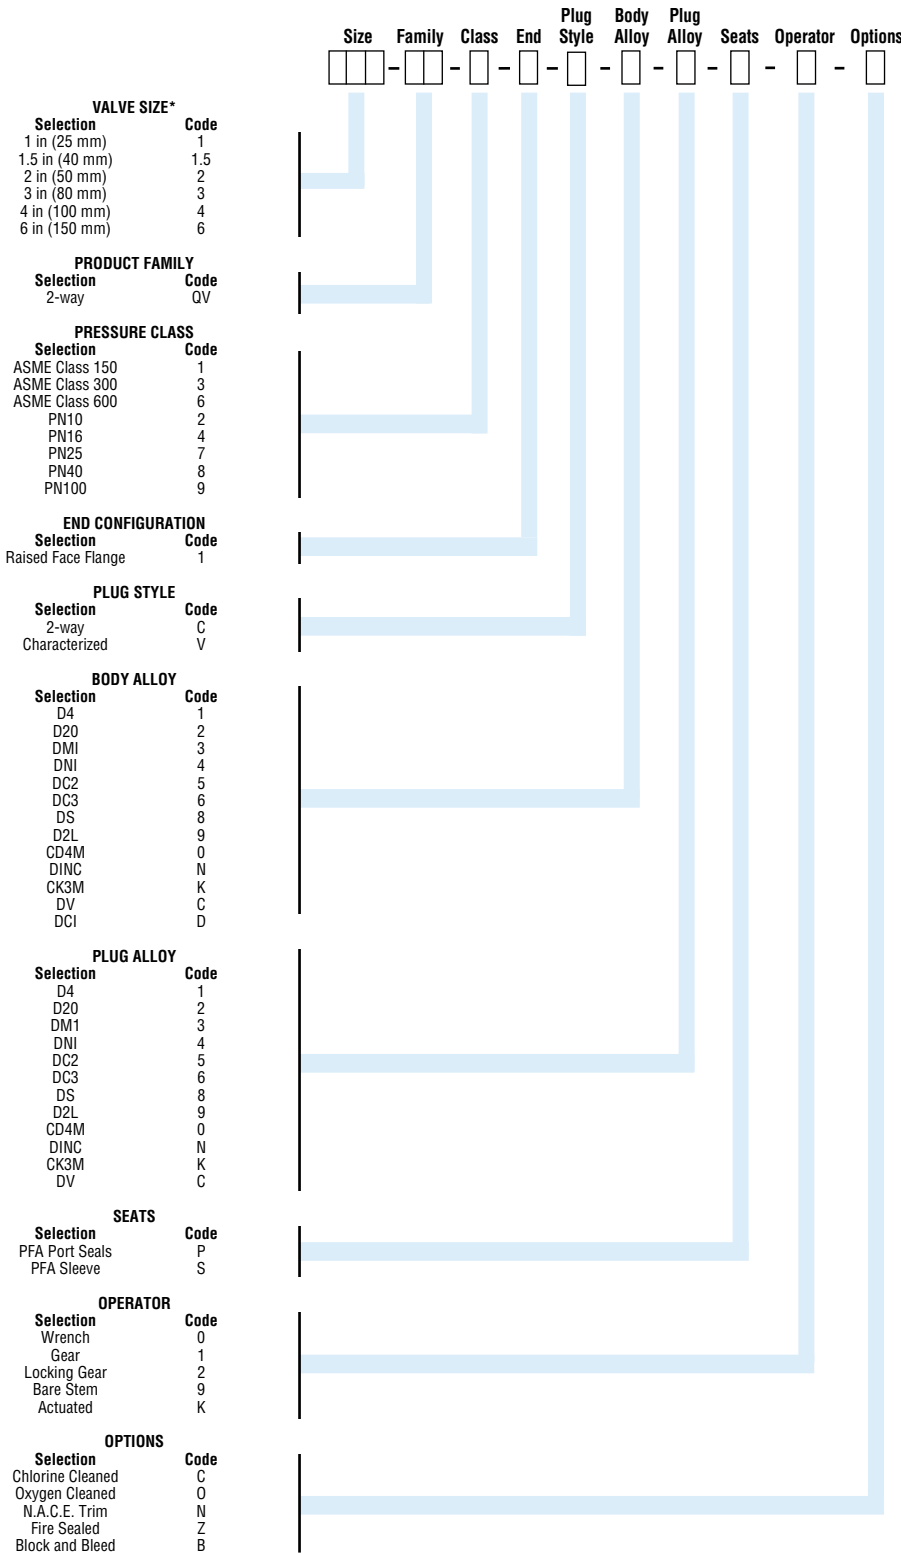 Size Family Class End Plug Style Body Alloy Plug Alloy Seats Operator Options
– – – – – – – – –
VALVE SIZE*
Selection Code
1 in (25 mm) 1
1.5 in (40 mm) 1.5
2 in (50 mm) 2
3 in (80 mm) 3
4 in (100 mm) 4
6 in (150 mm) 6
PRODUCT FAMILY
Selection Code
2-way QV
PRESSURE CLASS
Selection Code
ASME Class 150 1
ASME Class 300 3
ASME Class 600 6
PN10 2
PN16 4
PN25 7
PN40 8
PN100 9
END CONFIGURATION
Selection Code
Raised Face Flange 1
PLUG STYLE
Selection Code
2-way C
Characterized V
BODY ALLOY
Selection Code
D4 1
D20 2
DMI 3
DNI 4
DC2 5
DC3 6
DS 8
D2L 9
CD4M 0
DINC N
CK3M K
DV C
DCI D
PLUG ALLOY
Selection Code
D4 1
D20 2
DM1 3
DNI 4
DC2 5
DC3 6
DS 8
D2L 9
CD4M 0
DINC N
CK3M K
DV C
SEATS
Selection Code
PFA Port Seals P
PFA Sleeve S
OPERATOR
Selection Code
Wrench 0
Gear 1
Locking Gear 2
Bare Stem 9
Actuated K
OPTIONS
Selection Code
Chlorine Cleaned C
Oxygen Cleaned O
N.A.C.E. Trim N
Fire Sealed Z
Block and Bleed B